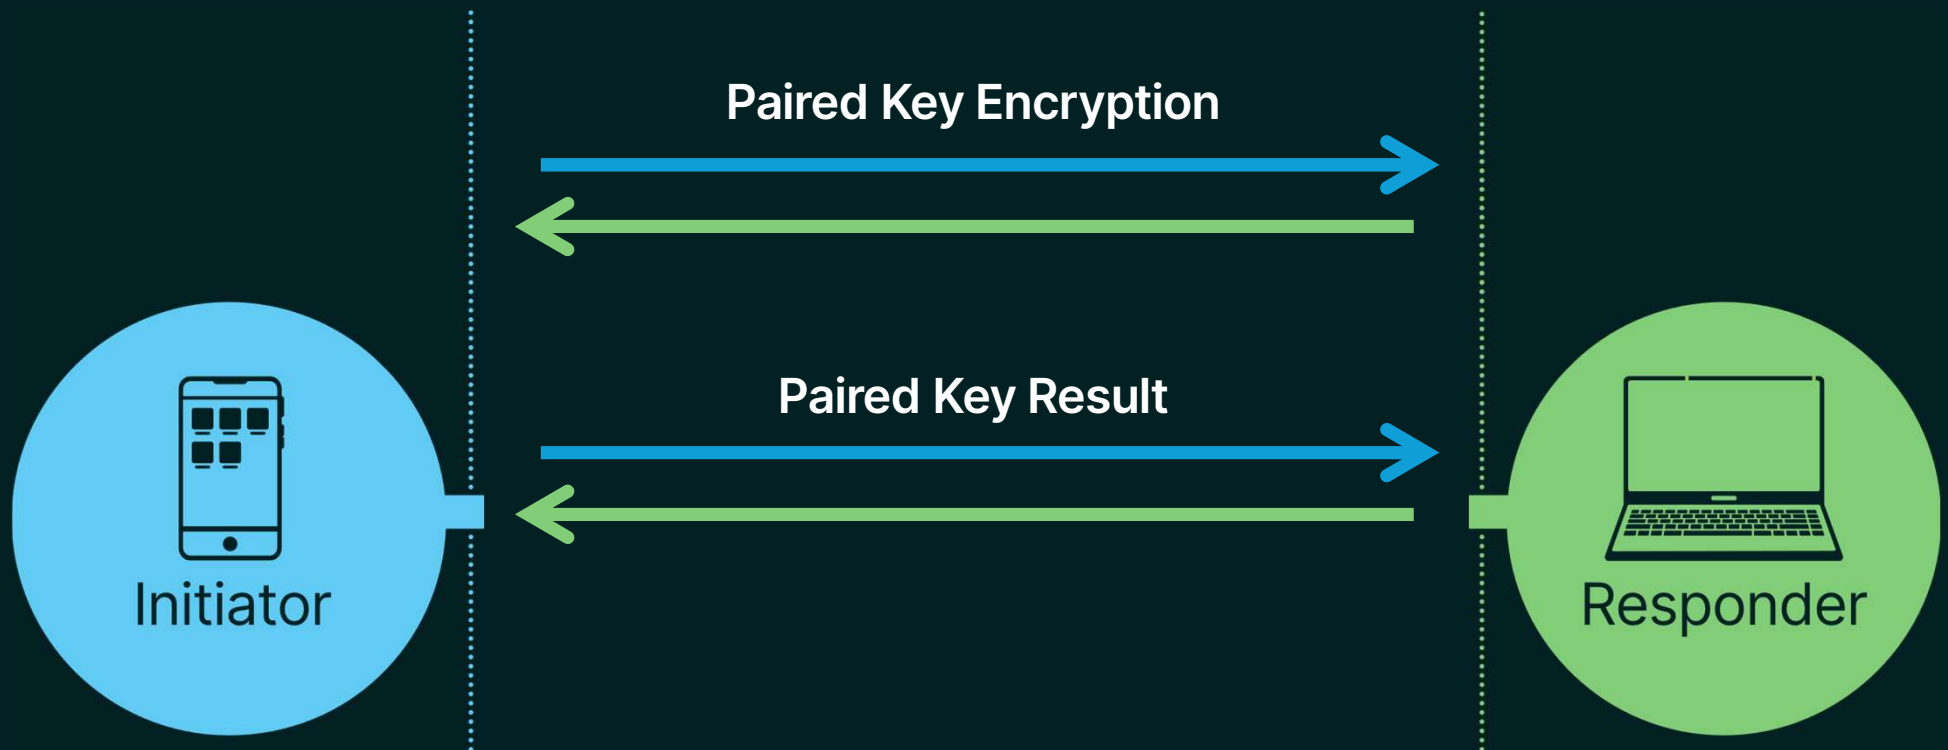 Paired Key Encryption
Paired Key Result
Initiator
Responder